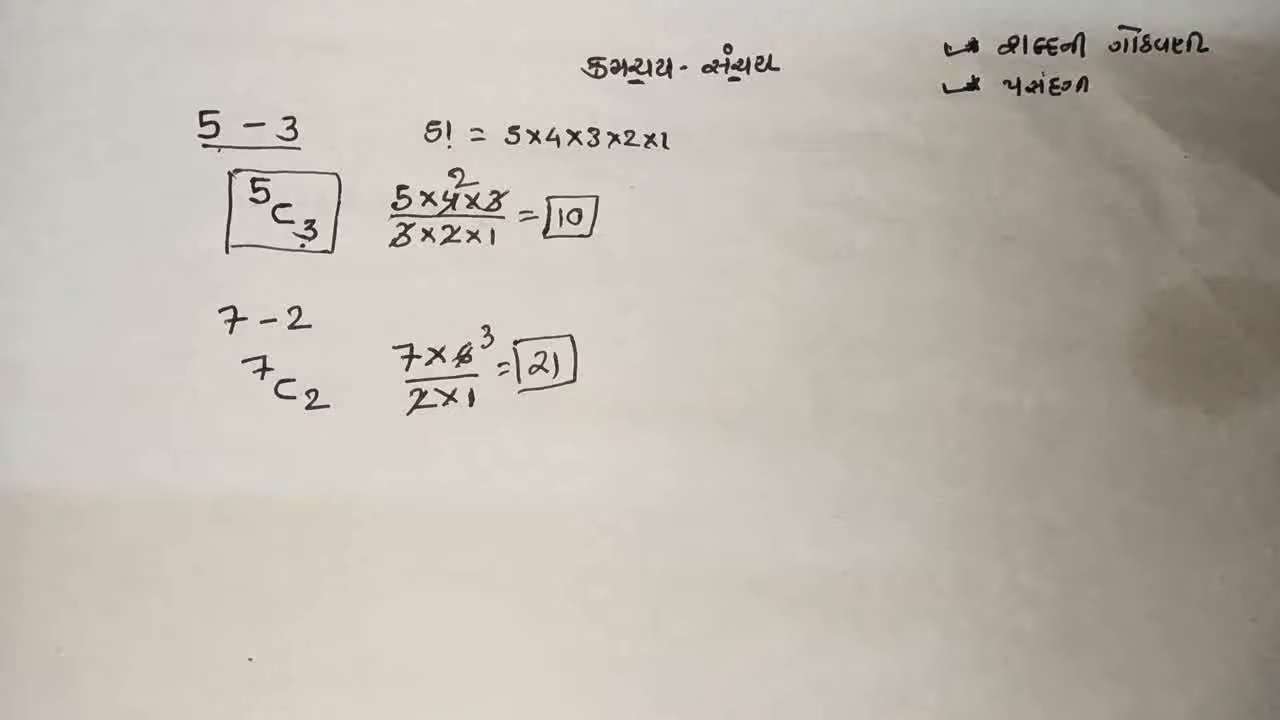 ક્રમચય - સંચય
શબ્દની ગોઠવણી
પસંદગી
5 - 3
5! = 5×4×3×2×1
⁵C₃
5×4×3 / 3×2×1 = 10
2
7 - 2
⁷C₂
7×6 / 2×1 = 21
3